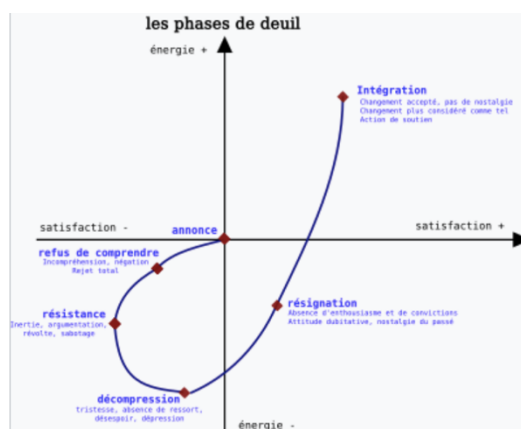 les phases de deuil
énergie +
Intégration
Changement accepté, pas de nostalgie
Changement plus considéré comme tel
Action de soutien
satisfaction -
annonce
satisfaction +
refus de comprendre
Incompréhension, négation
Rejet total
résistance
Inertie, argumentation,
révolte, sabotage
résignation
Absence d'enthousiasme et de convictions
Attitude dubitative, nostalgie du passé
décompression
tristesse, absence de ressort,
désespoir, dépression
énergie -